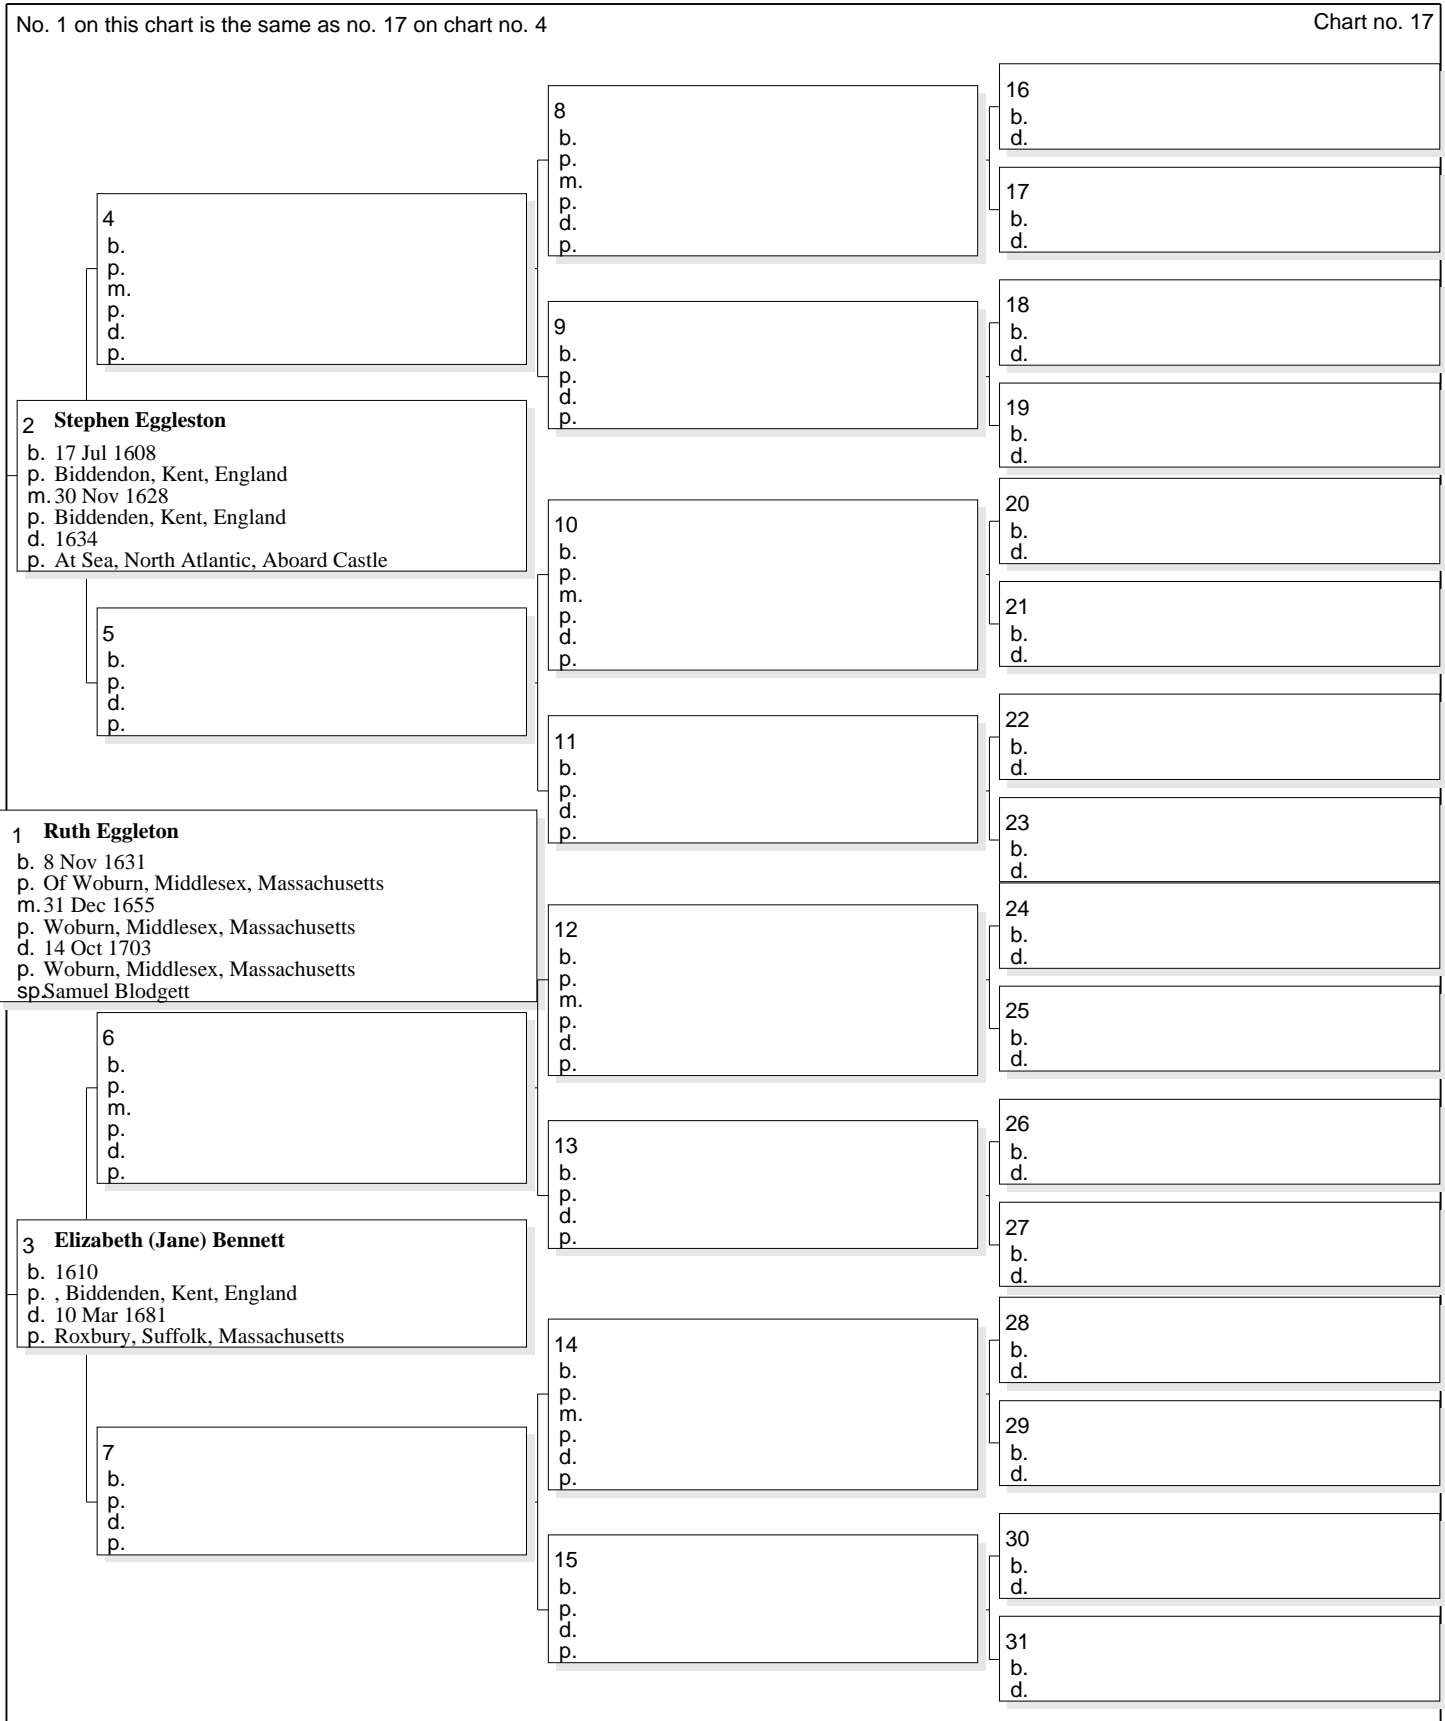 No. 1 on this chart is the same as no. 17 on chart no. 4
Chart no. 17
16
b.
d.
8
b.
p.
m.
p.
d.
p.
17
b.
d.
4
b.
p.
m.
p.
d.
p.
18
b.
d.
9
b.
p.
d.
p.
19
b.
d.
2 Stephen Eggleston
b. 17 Jul 1608
p. Biddendon, Kent, England
m. 30 Nov 1628
p. Biddenden, Kent, England
d. 1634
p. At Sea, North Atlantic, Aboard Castle
20
b.
d.
10
b.
p.
m.
p.
d.
p.
21
b.
d.
5
b.
p.
d.
p.
22
b.
d.
11
b.
p.
d.
p.
23
b.
d.
1 Ruth Eggleton
b. 8 Nov 1631
p. Of Woburn, Middlesex, Massachusetts
m. 31 Dec 1655
p. Woburn, Middlesex, Massachusetts
d. 14 Oct 1703
p. Woburn, Middlesex, Massachusetts
sp. Samuel Blodgett
24
b.
d.
12
b.
p.
m.
p.
d.
p.
25
b.
d.
6
b.
p.
m.
p.
d.
p.
26
b.
d.
13
b.
p.
d.
p.
27
b.
d.
3 Elizabeth (Jane) Bennett
b. 1610
p. , Biddenden, Kent, England
d. 10 Mar 1681
p. Roxbury, Suffolk, Massachusetts
28
b.
d.
14
b.
p.
m.
p.
d.
p.
29
b.
d.
7
b.
p.
d.
p.
30
b.
d.
15
b.
p.
d.
p.
31
b.
d.